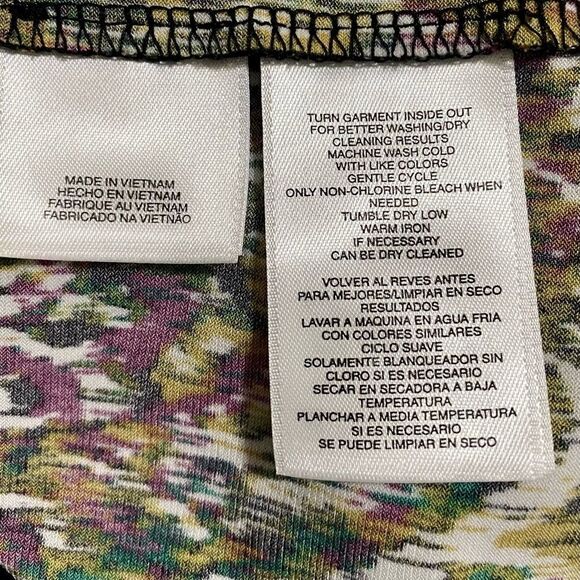 MADE IN VIETNAM
HECHO EN VIETNAM
FABRIQUE AU VIETNAM
FABRICADO NA VIETNÃO
TURN GARMENT INSIDE OUT
FOR BETTER WASHING/DRY
CLEANING RESULTS
MACHINE WASH COLD
WITH LIKE COLORS
GENTLE CYCLE
ONLY NON-CHLORINE BLEACH WHEN
NEEDED
TUMBLE DRY LOW
WARM IRON
IF NECESSARY
CAN BE DRY CLEANED
VOLVER AL REVES ANTES
PARA MEJORES/LIMPIAR EN SECO
RESULTADOS
LAVAR A MAQUINA EN AGUA FRIA
CON COLORES SIMILARES
CICLO SUAVE
SOLAMENTE BLANQUEADOR SIN
CLORO SI ES NECESARIO
SECAR EN SECADORA A BAJA
TEMPERATURA
PLANCHAR A MEDIA TEMPERATURA
SI ES NECESARIO
SE PUEDE LIMPIAR EN SECO